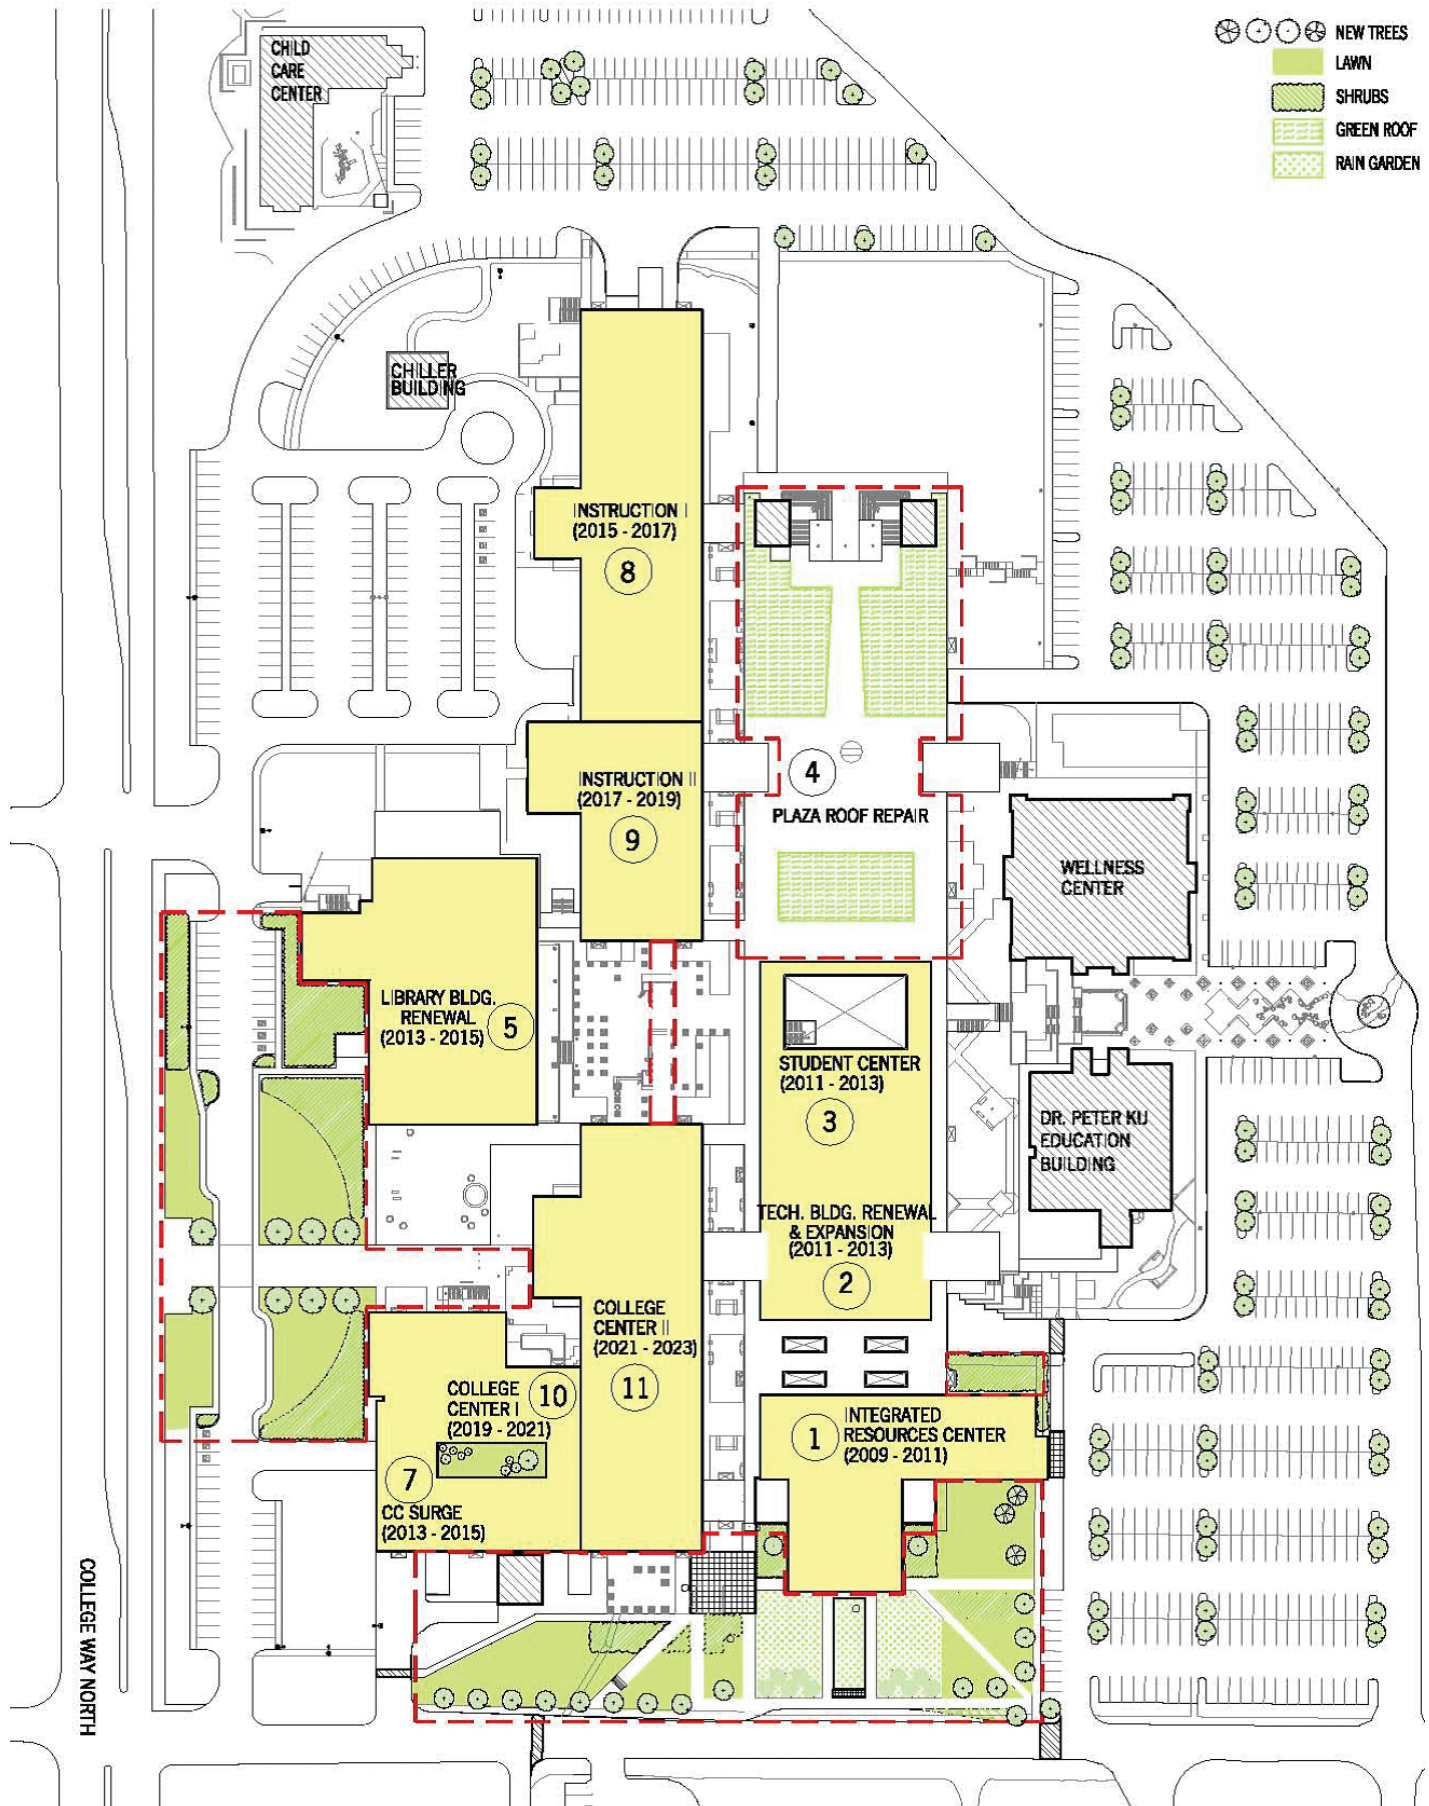 CHILD
CARE
CENTER
NEW TREES
LAWN
SHRUBS
GREEN ROOF
RAIN GARDEN
CHILLER
BUILDING
INSTRUCTION I
(2015 - 2017)
8
INSTRUCTION II
(2017 - 2019)
9
4
PLAZA ROOF REPAIR
WELLNESS
CENTER
LIBRARY BLDG.
RENEWAL
(2013 - 2015)
5
STUDENT CENTER
(2011 - 2013)
3
DR. PETER KU
EDUCATION
BUILDING
TECH. BLDG. RENEWAL
& EXPANSION
(2011 - 2013)
2
COLLEGE
CENTER II
(2021 - 2023)
11
COLLEGE
CENTER I
(2019 - 2021)
10
1
INTEGRATED
RESOURCES CENTER
(2009 - 2011)
7
CC SURGE
(2013 - 2015)
COLLEGE WAY NORTH